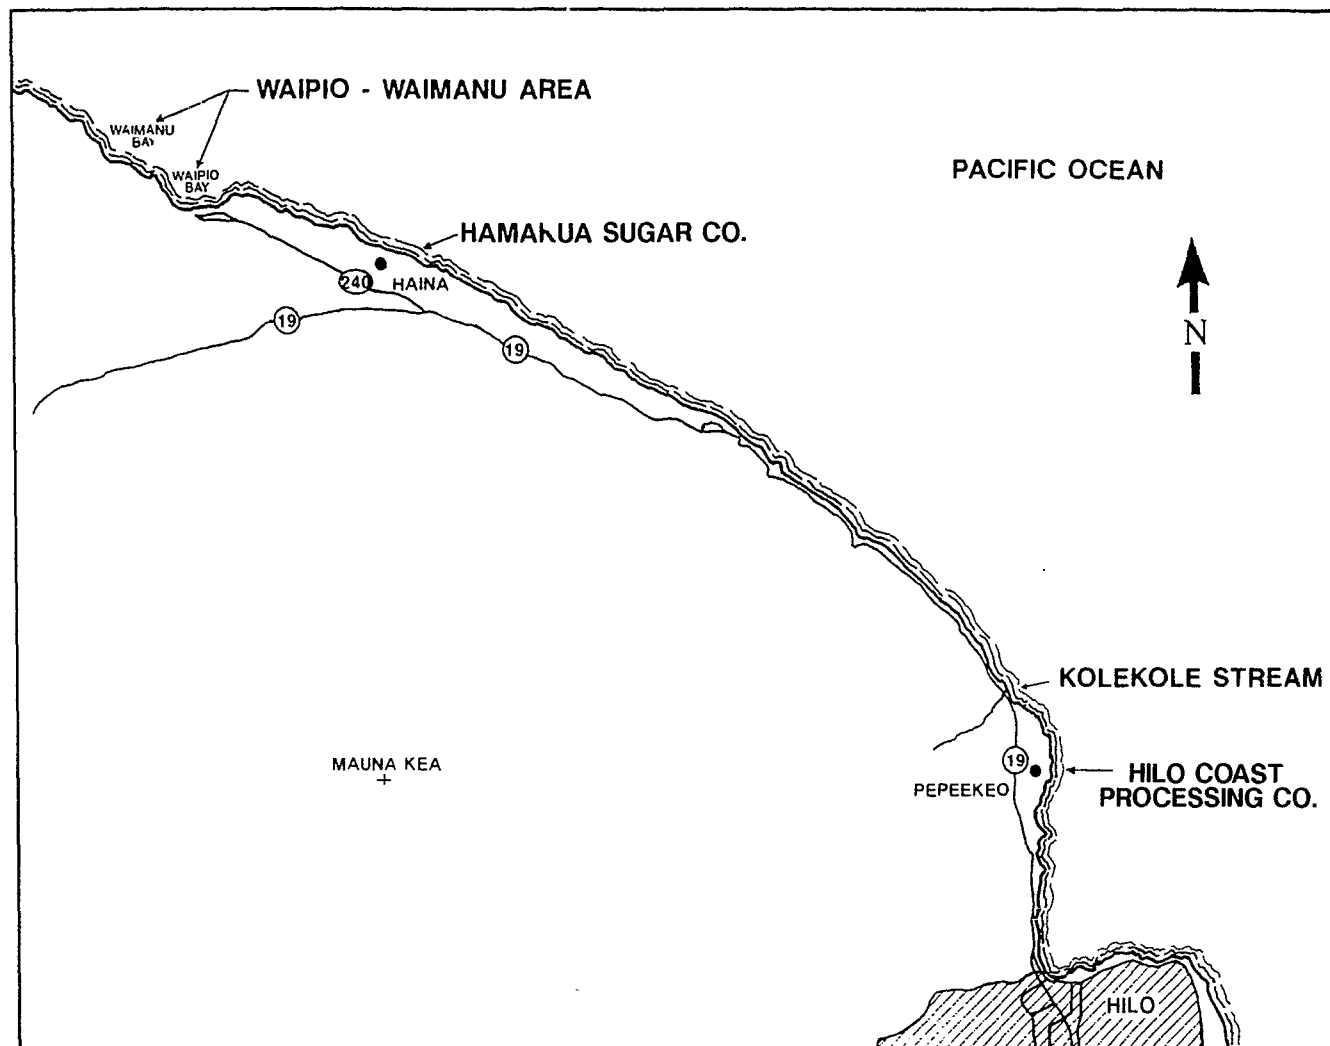 WAIPIO - WAIMANU AREA
WAIMANU
BAY
WAIPIO
BAY
PACIFIC OCEAN
HAMAKUA SUGAR CO.
240
HAINA
N
19
19
KOLEKOLE STREAM
MAUNA KEA
19
PEPEEKEO
HILO COAST
PROCESSING CO.
HILO